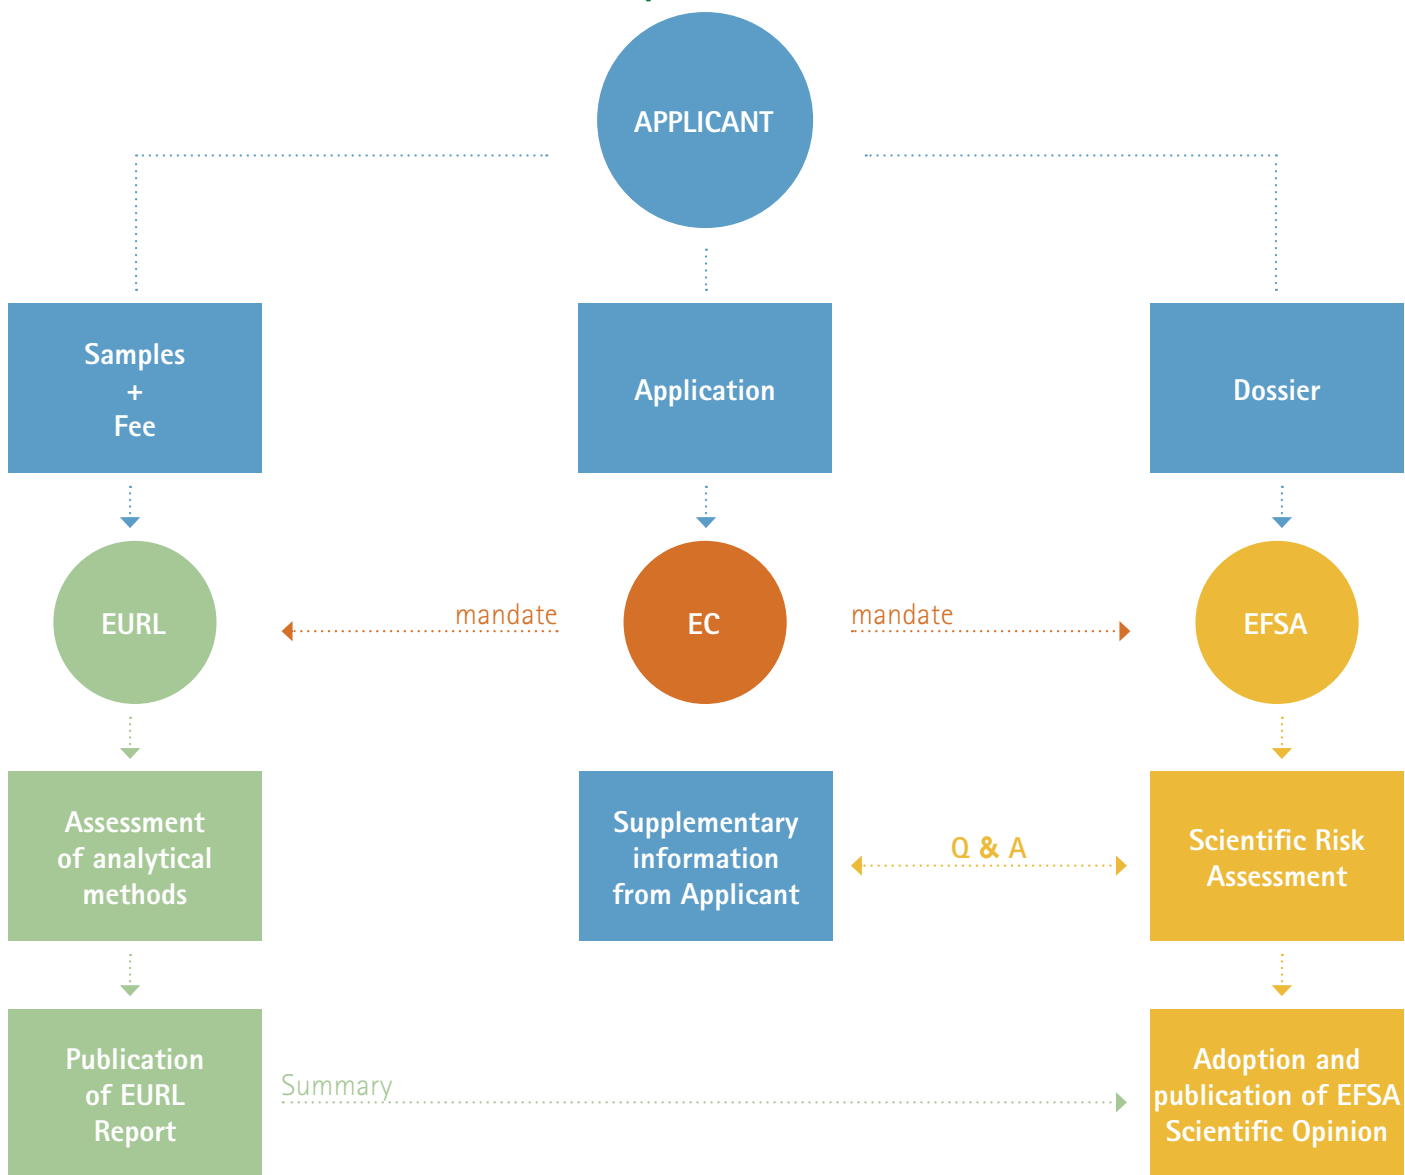 APPLICANT
Samples
+
Fee
Application
Dossier
EURL
mandate
EC
mandate
EFSA
Assessment
of analytical
methods
Supplementary
information
from Applicant
Q & A
Scientific Risk
Assessment
Publication
of EURL
Report
Summary
Adoption and
publication of EFSA
Scientific Opinion